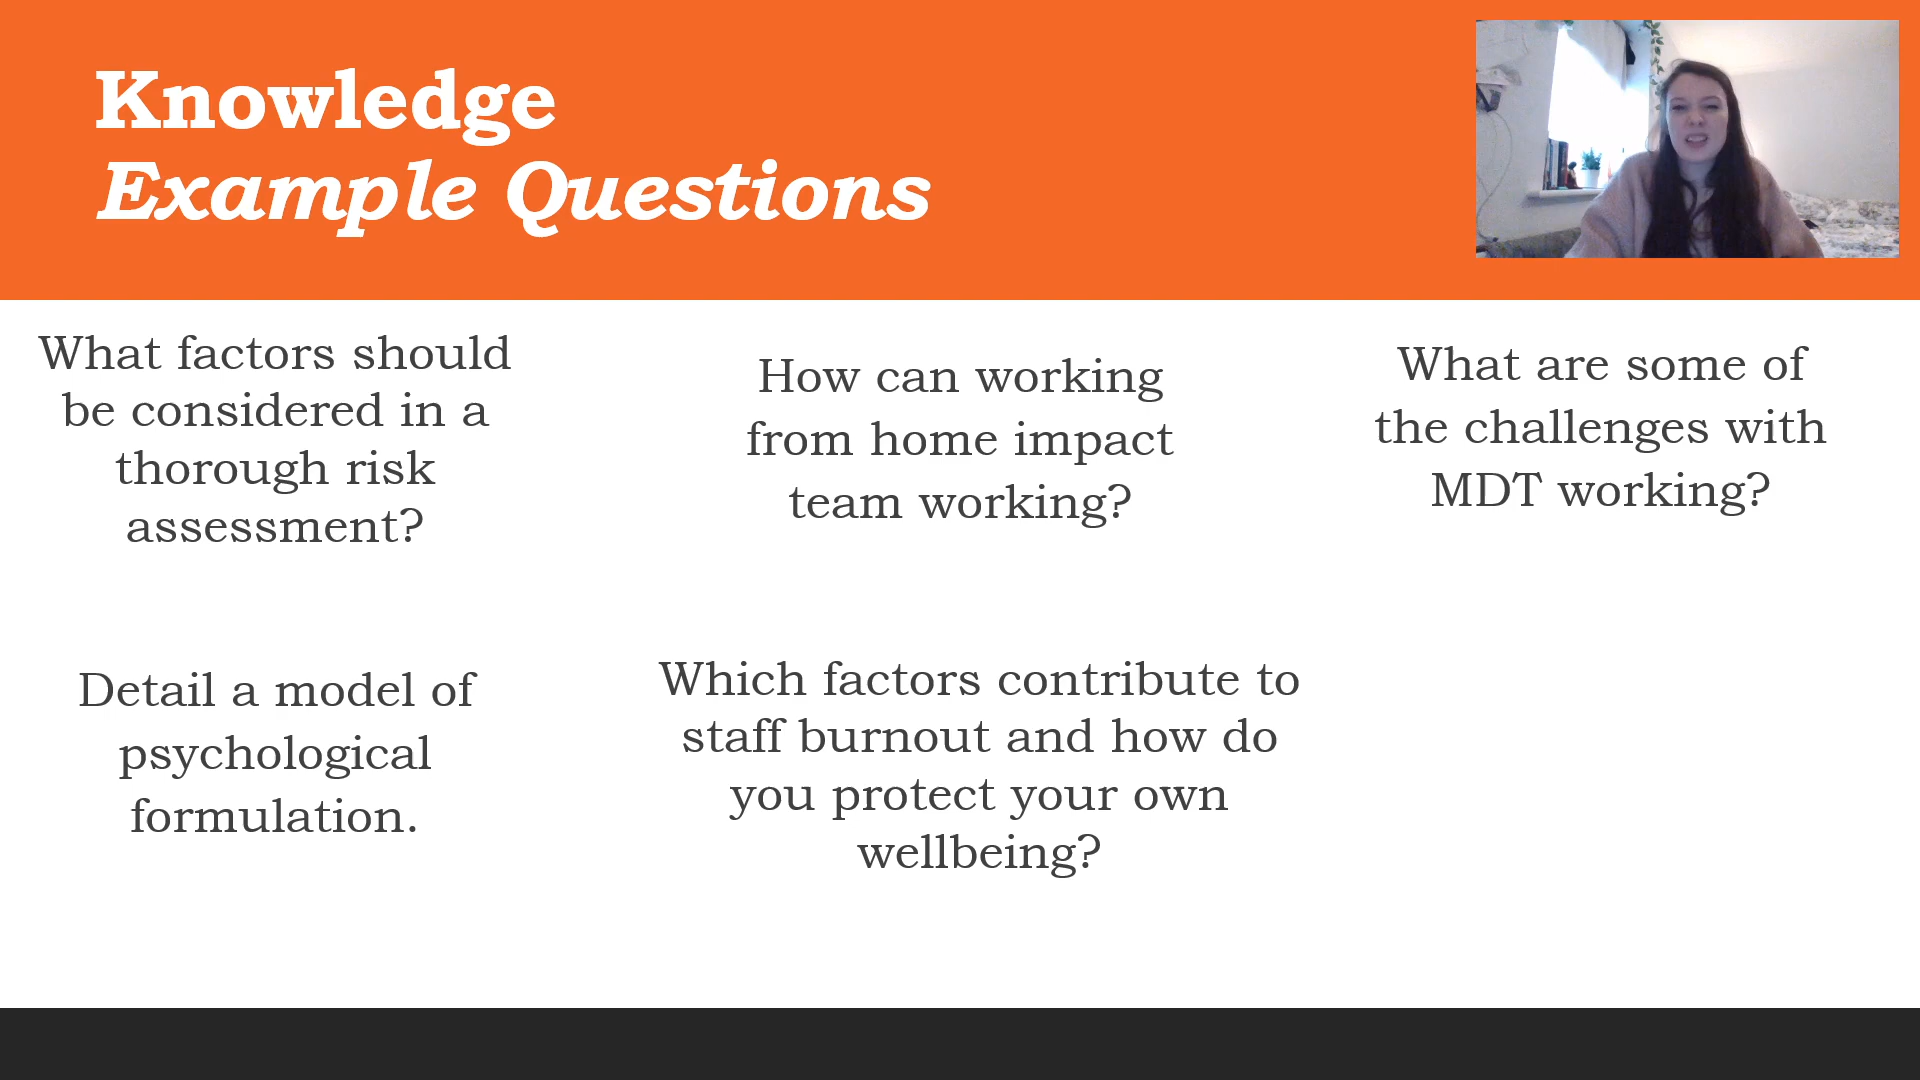 Knowledge
Example Questions
What factors should
be considered in a
thorough risk
assessment?
How can working
from home impact
team working?
What are some of
the challenges with
MDT working?
Detail a model of
psychological
formulation.
Which factors contribute to
staff burnout and how do
you protect your own
wellbeing?